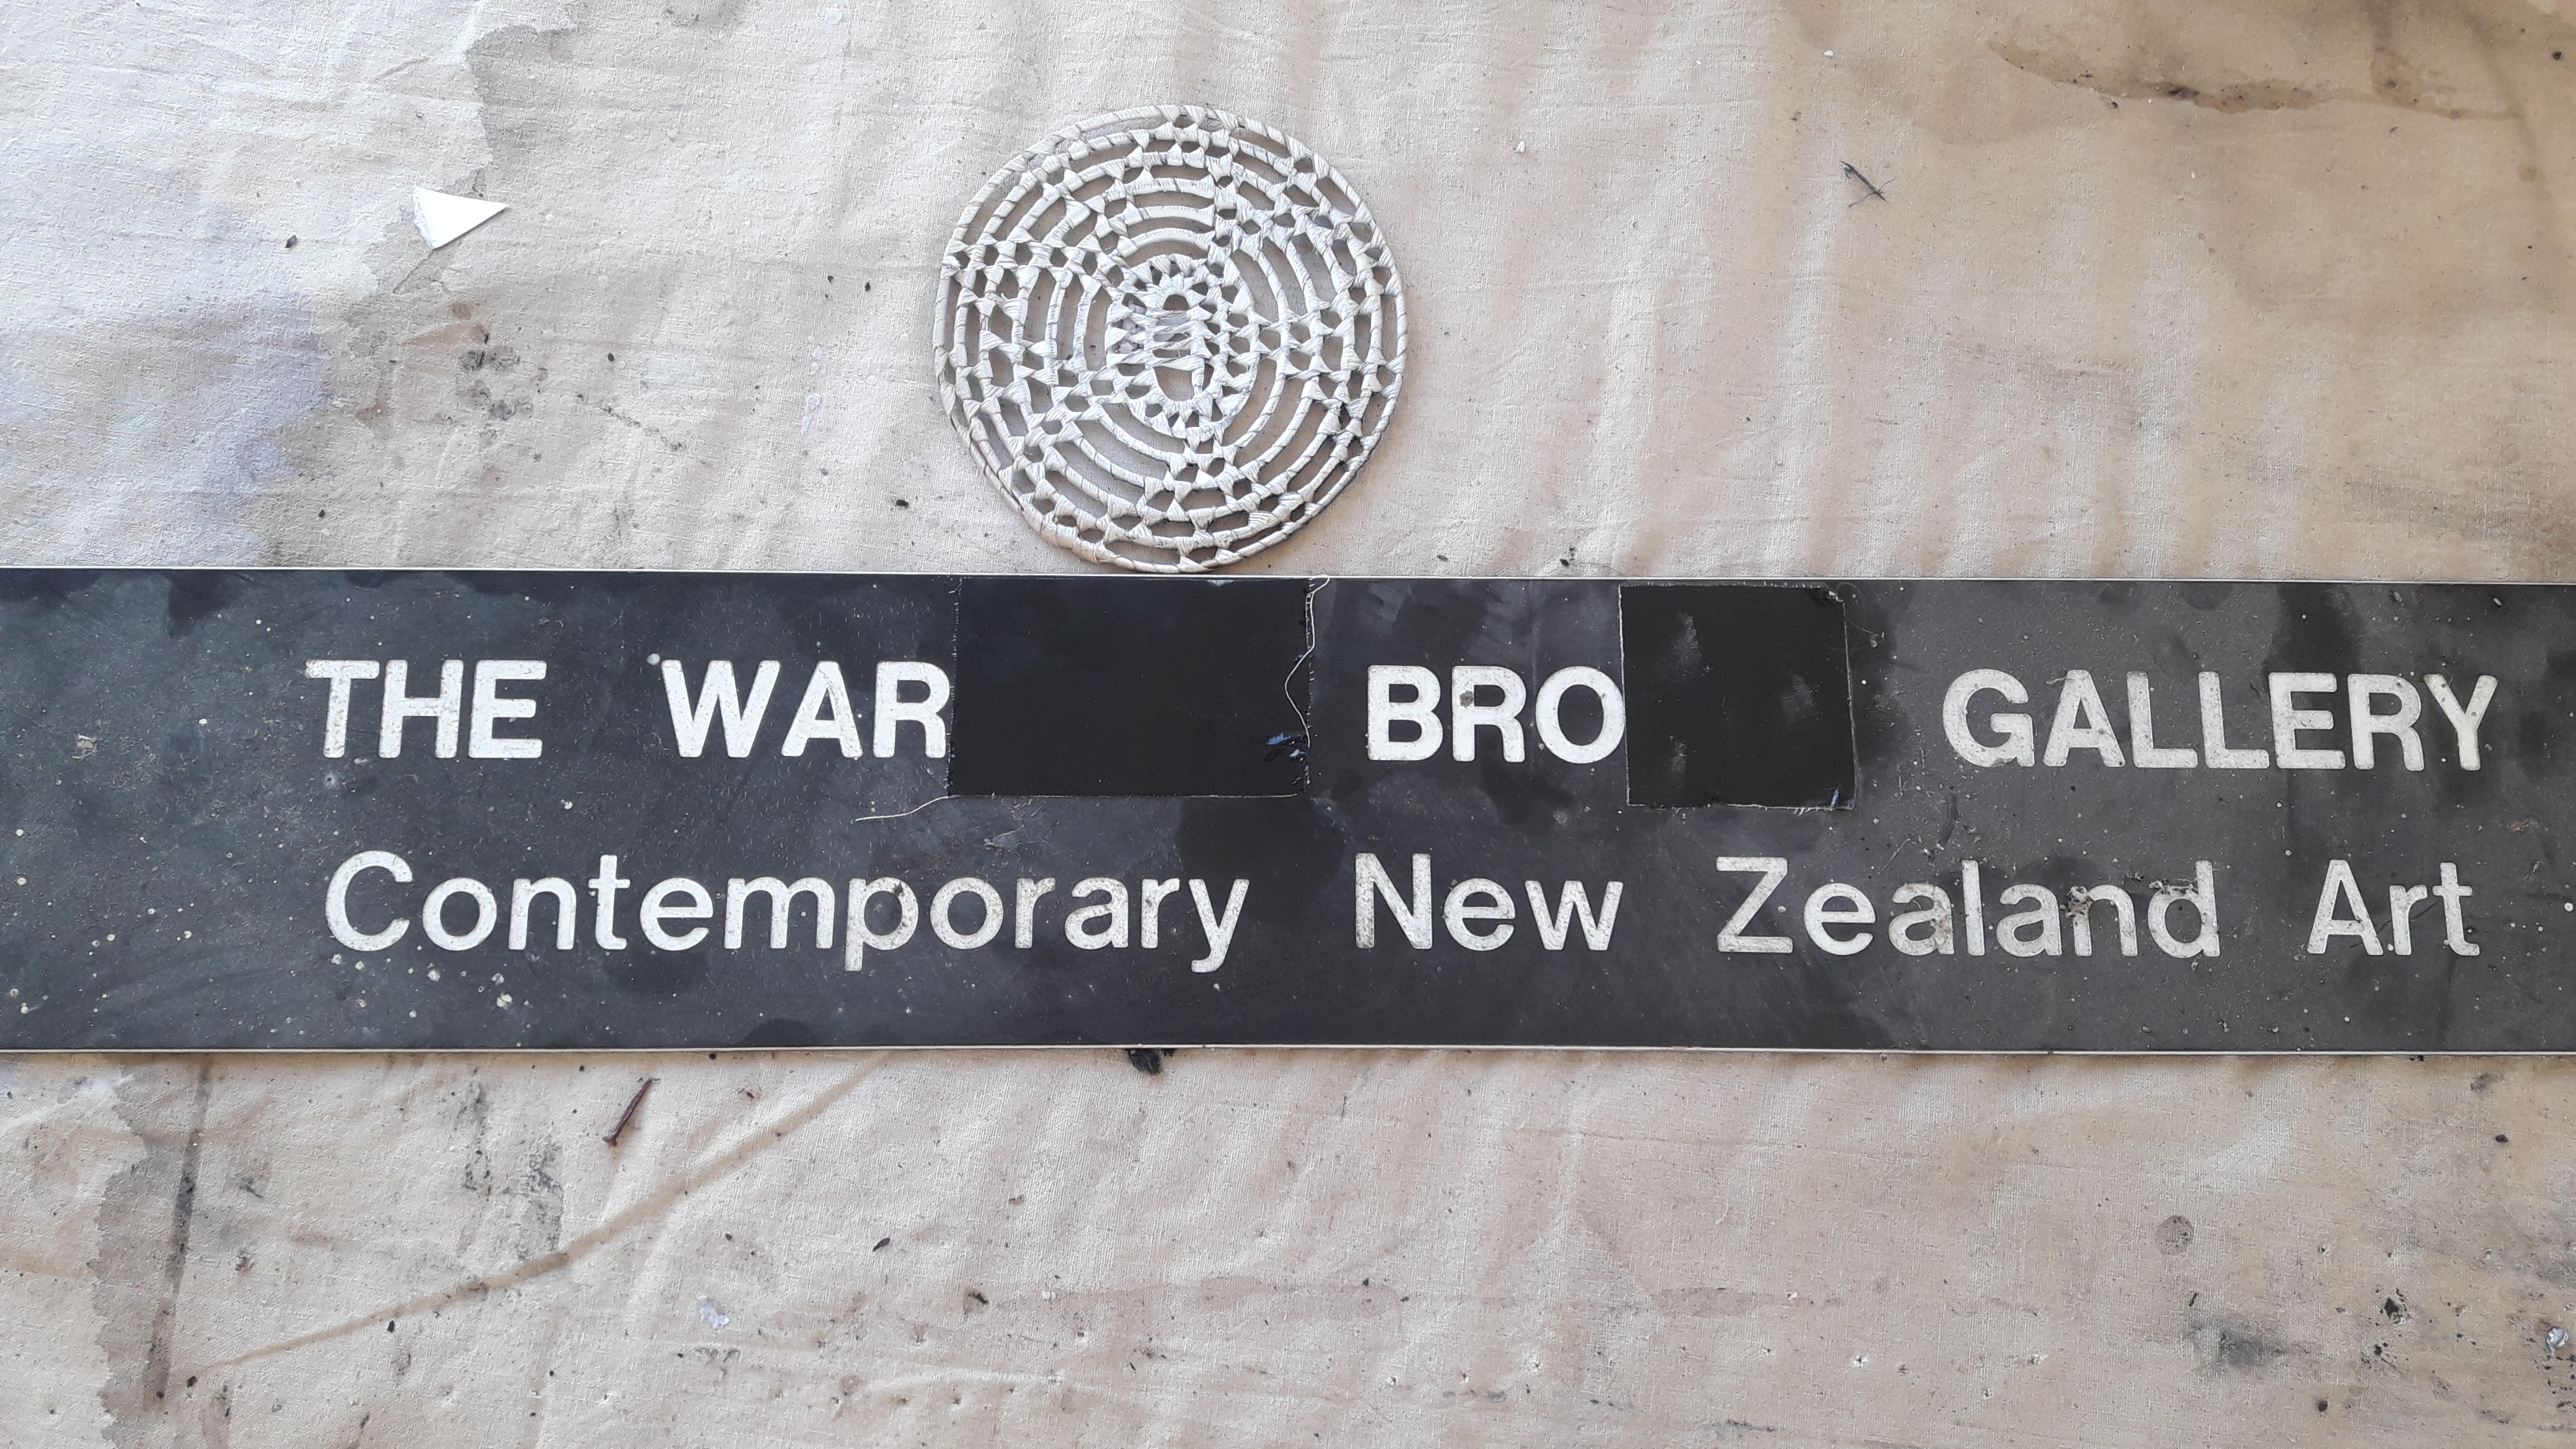 THE WAR BRO GALLERY
Contemporary New Zealand Art